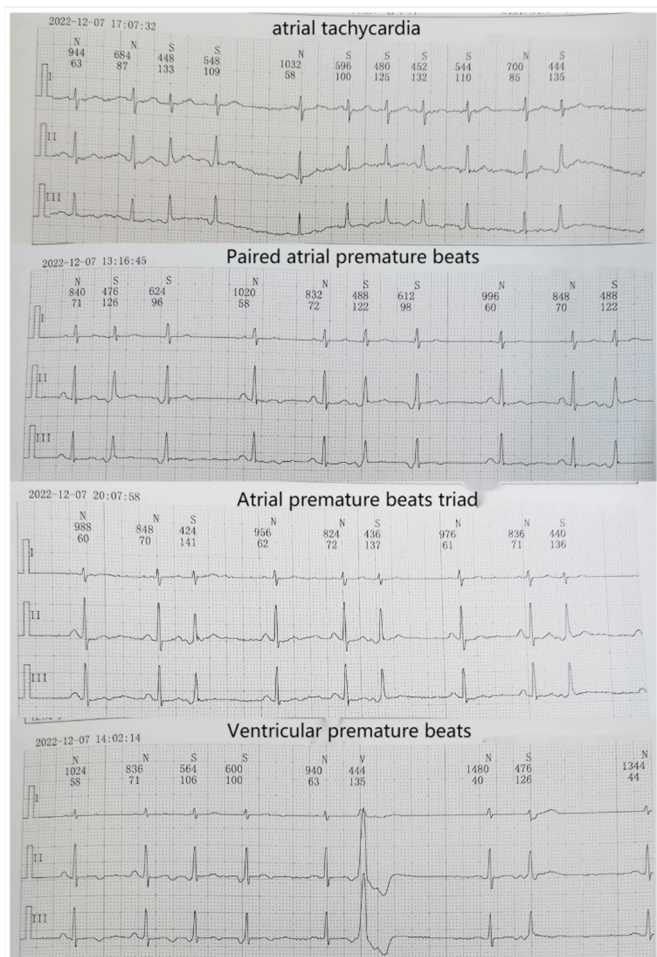 2022-12-07 17:07:32
atrial tachycardia
N N S S N S S S S N S
944 684 448 548 1032 596 480 452 544 700 444
63 87 133 109 58 100 125 132 110 85 135
I
II
III
2022-12-07 13:16:45
Paired atrial premature beats
N S S N N S S N N S
840 476 624 1020 832 488 612 996 848 488
71 126 96 58 72 122 98 60 70 122
I
II
III
2022-12-07 20:07:58
Atrial premature beats triad
N N S N N S N N S
988 848 424 956 824 436 976 836 440
60 70 141 62 72 137 61 71 136
I
II
III
2022-12-07 14:02:14
Ventricular premature beats
N N S S N V N S N
1024 836 564 600 940 444 1480 476 1344
58 71 106 100 63 135 40 126 44
I
II
III